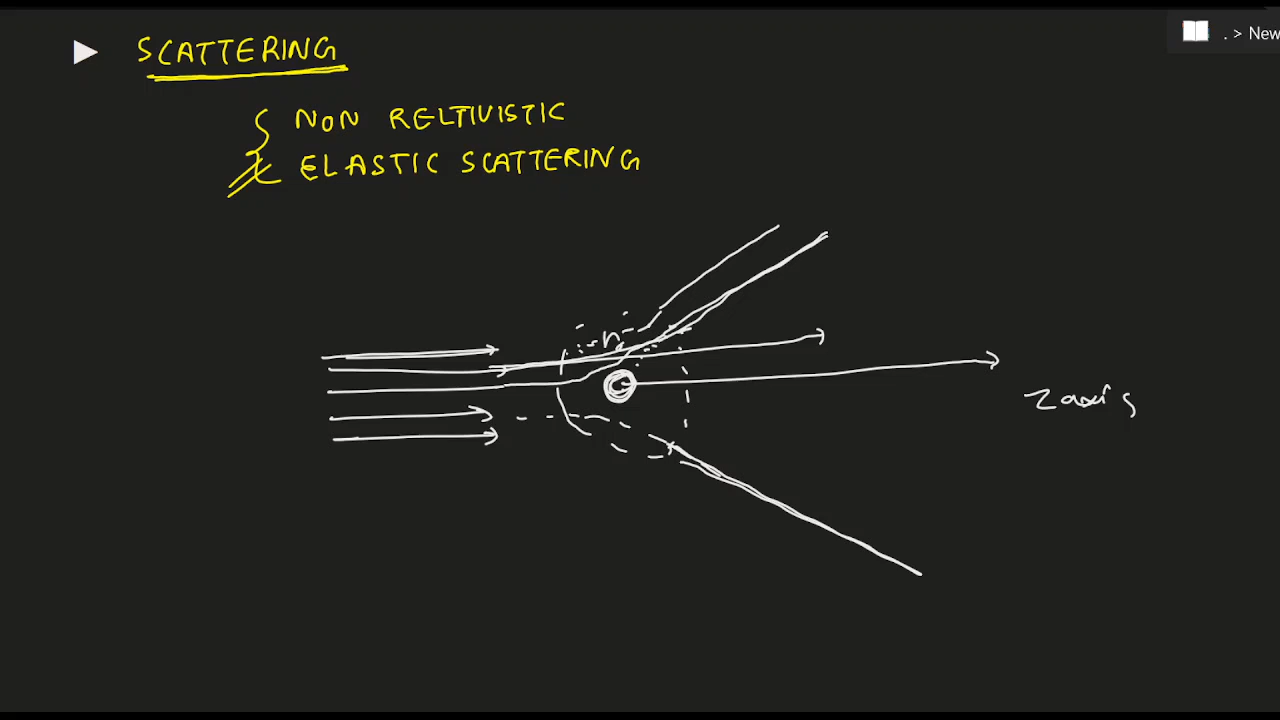 SCATTERING
. > New
NON RELTIVISTIC
ELASTIC SCATTERING
z axis